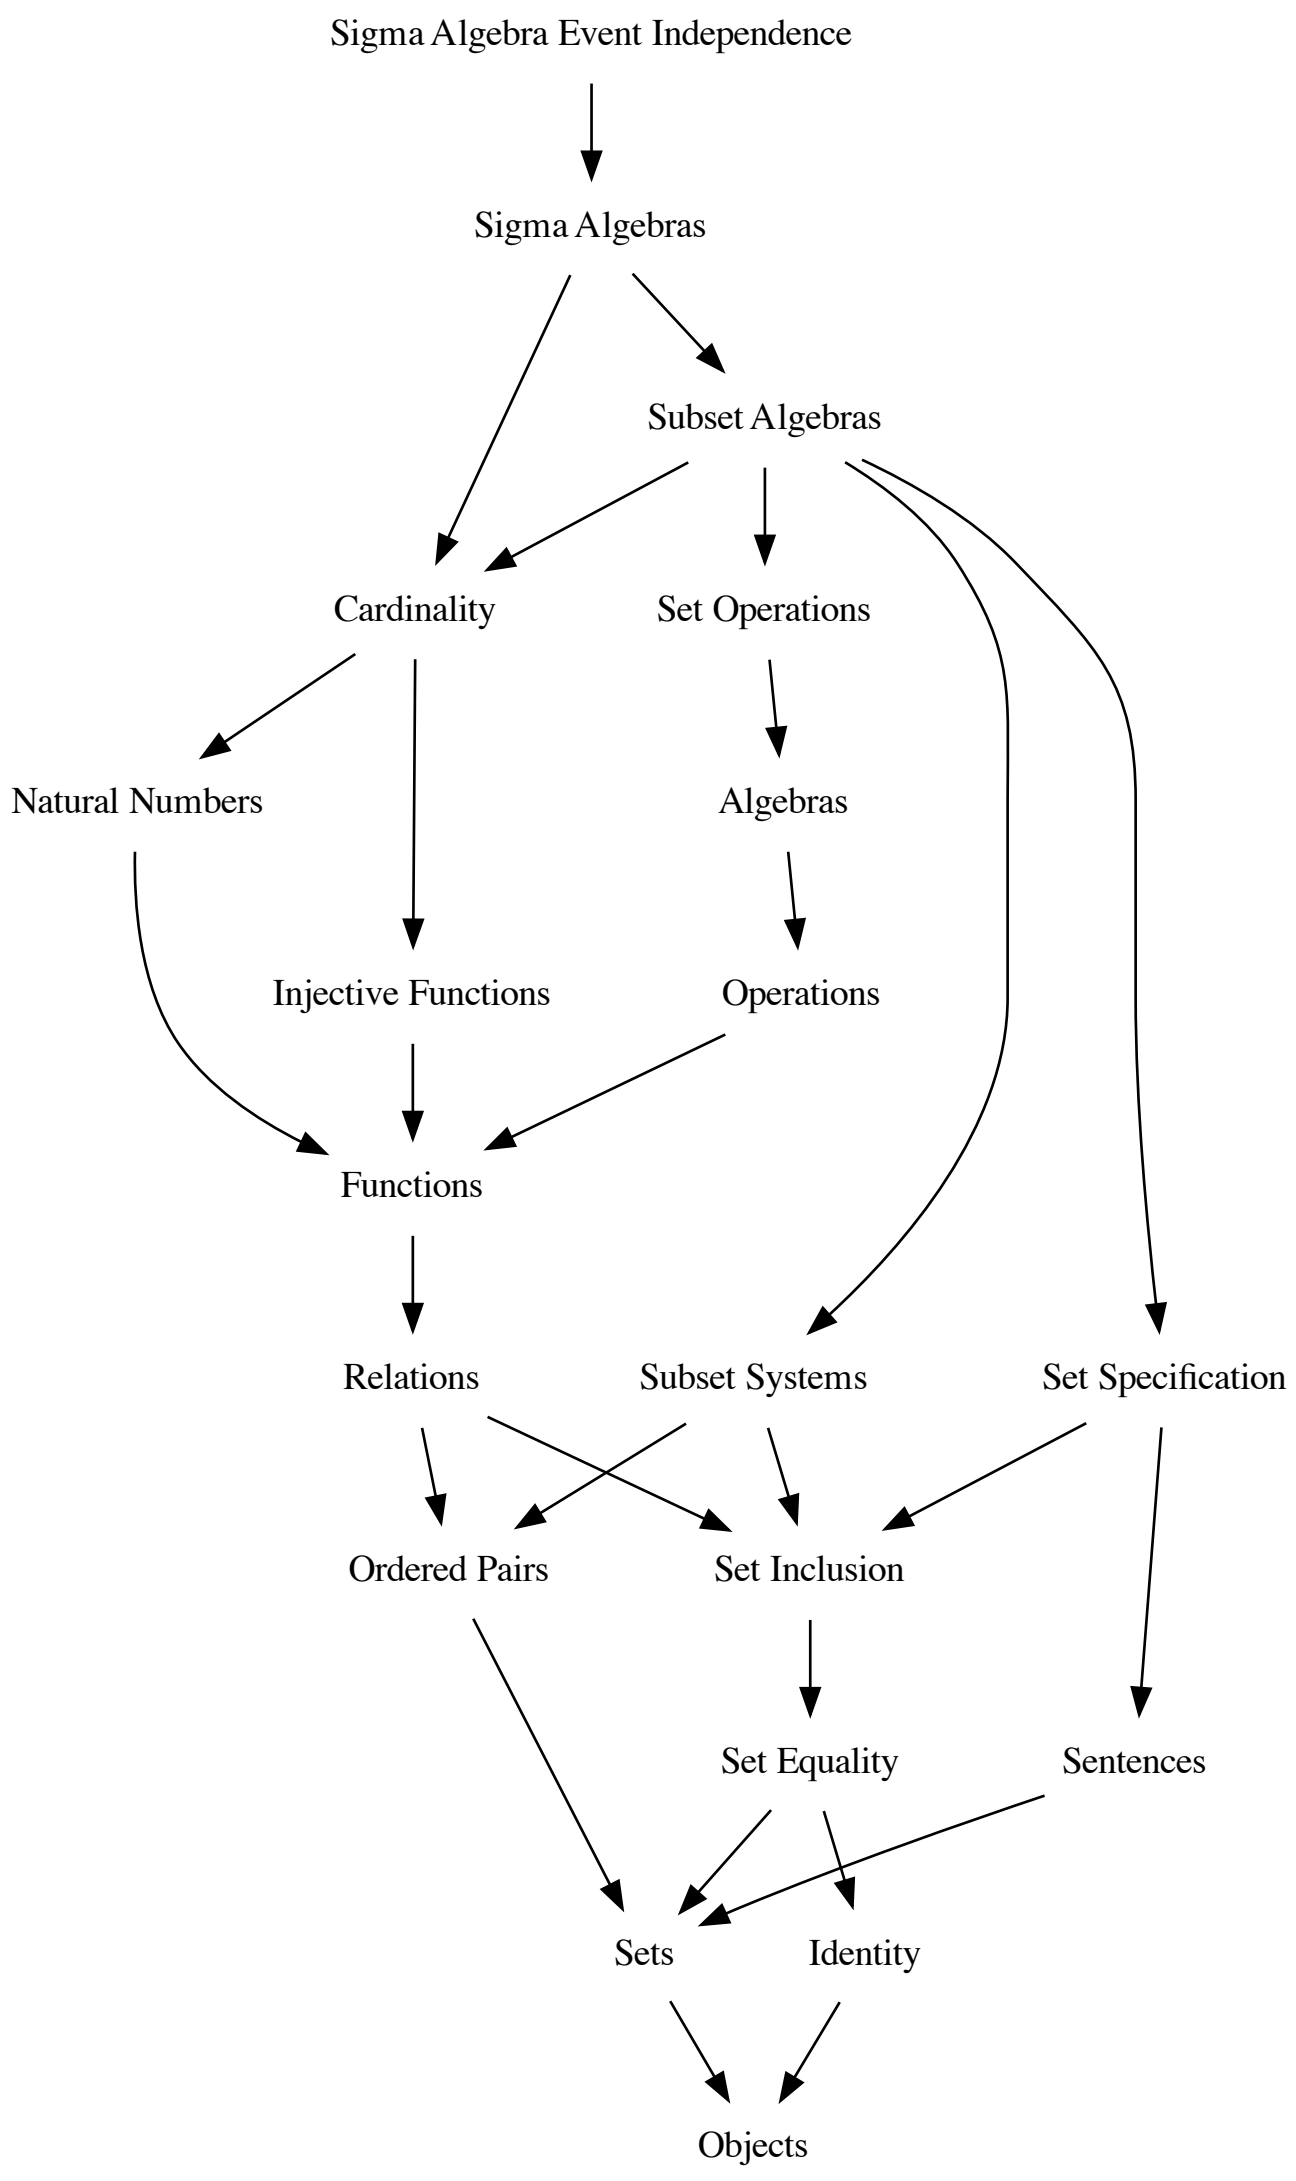 Sigma Algebra Event Independence
Sigma Algebras
Subset Algebras
Cardinality
Set Operations
Natural Numbers
Algebras
Injective Functions
Operations
Functions
Relations
Subset Systems
Set Specification
Ordered Pairs
Set Inclusion
Set Equality
Sentences
Sets
Identity
Objects